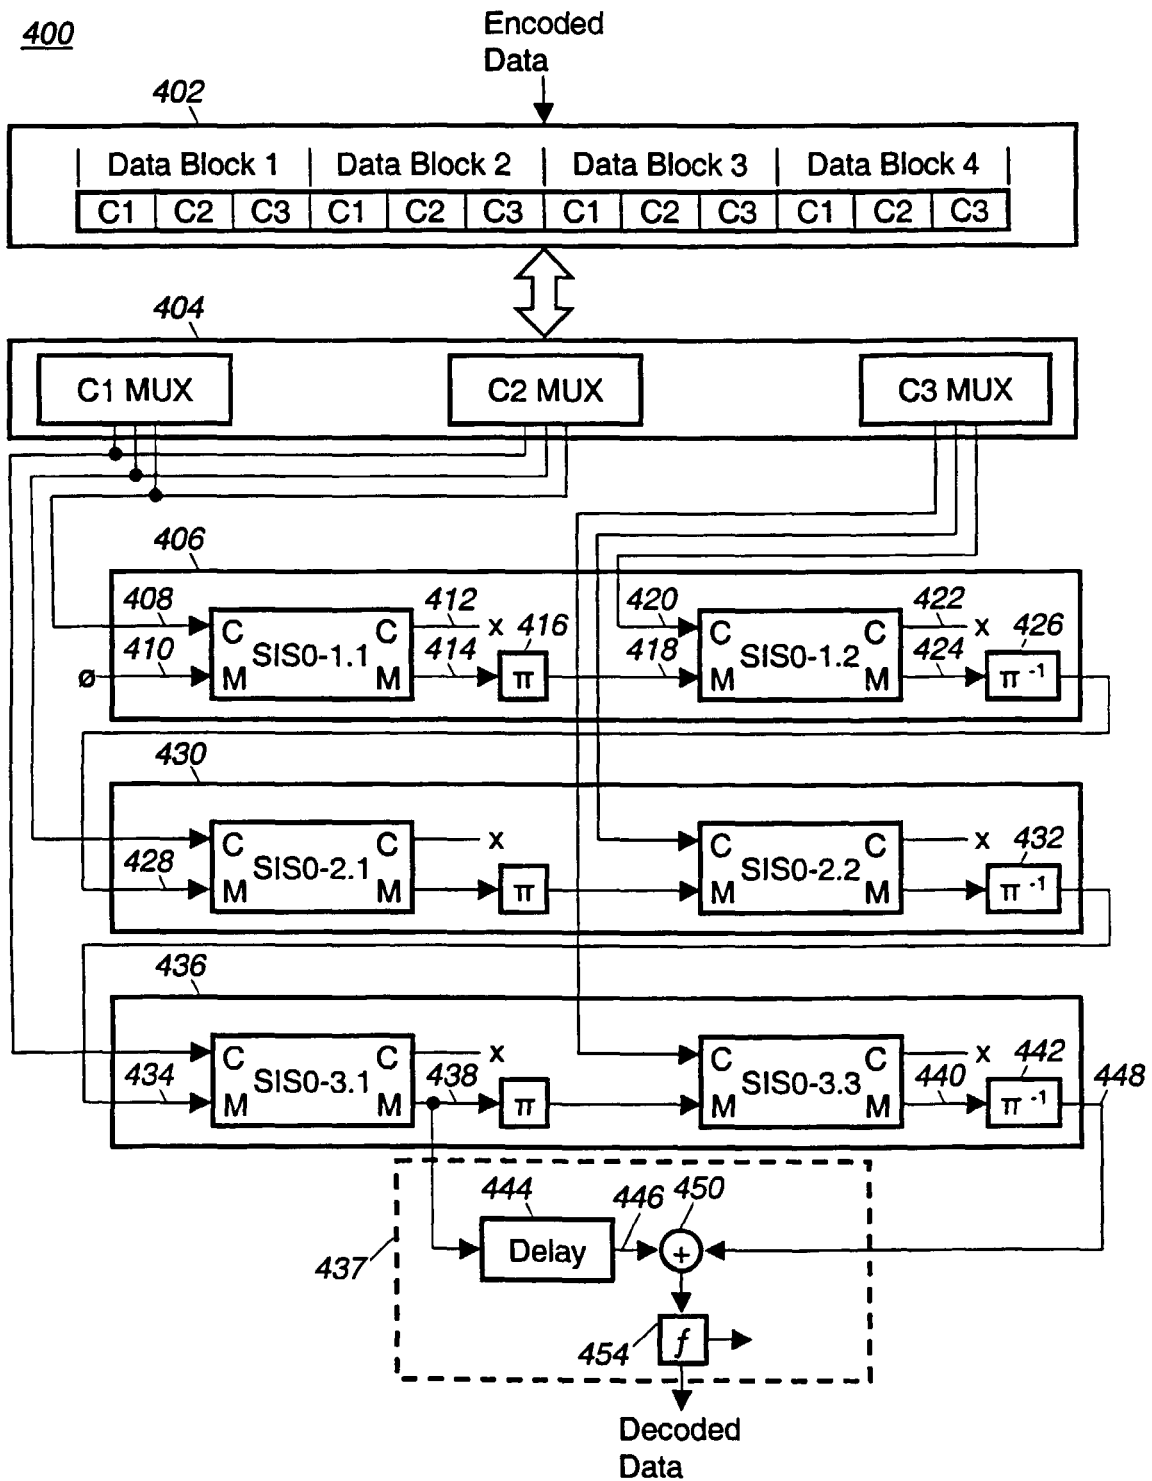 400
Encoded
Data
402
Data Block 1 Data Block 2 Data Block 3 Data Block 4
C1 C2 C3 C1 C2 C3 C1 C2 C3 C1 C2 C3
404
C1 MUX C2 MUX C3 MUX
406
408 412 416 420 422 426
C SIS0-1.1 C x C SIS0-1.2 C x
ø 410 M M 414 π 418 M M 424 π -1
430
C SIS0-2.1 C x C SIS0-2.2 C x 432
428 M M π M M π -1
436
C SIS0-3.1 C x C SIS0-3.3 C x 442
434 M M 438 π M M 440 π -1 448
444 446 450
437 Delay +
454 f
Decoded
Data